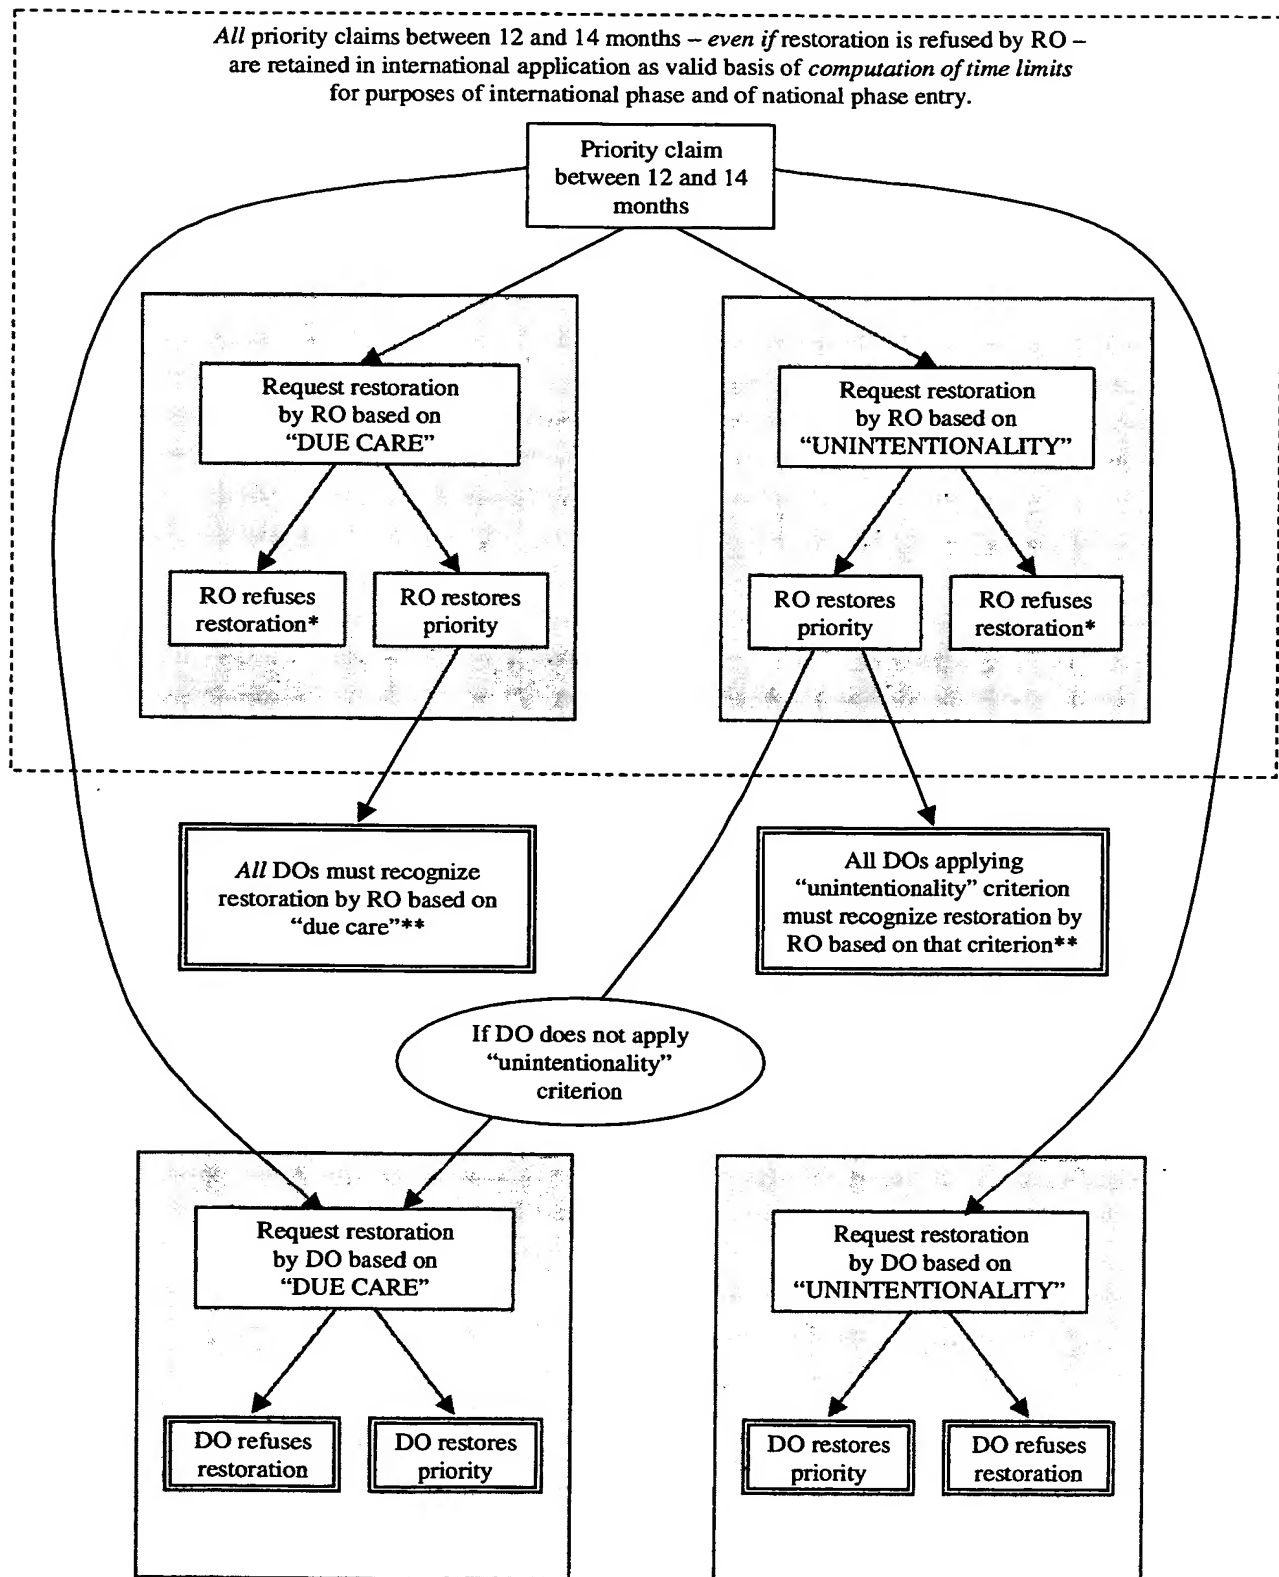 All priority claims between 12 and 14 months – even if restoration is refused by RO –
are retained in international application as valid basis of computation of time limits
for purposes of international phase and of national phase entry.
Priority claim
between 12 and 14
months
Request restoration
by RO based on
“DUE CARE”
Request restoration
by RO based on
“UNINTENTIONALITY”
RO refuses
restoration*
RO restores
priority
RO restores
priority
RO refuses
restoration*
All DOs must recognize
restoration by RO based on
“due care”**
All DOs applying
“unintentionality” criterion
must recognize restoration by
RO based on that criterion**
If DO does not apply
“unintentionality”
criterion
Request restoration
by DO based on
“DUE CARE”
Request restoration
by DO based on
“UNINTENTIONALITY”
DO refuses
restoration
DO restores
priority
DO restores
priority
DO refuses
restoration